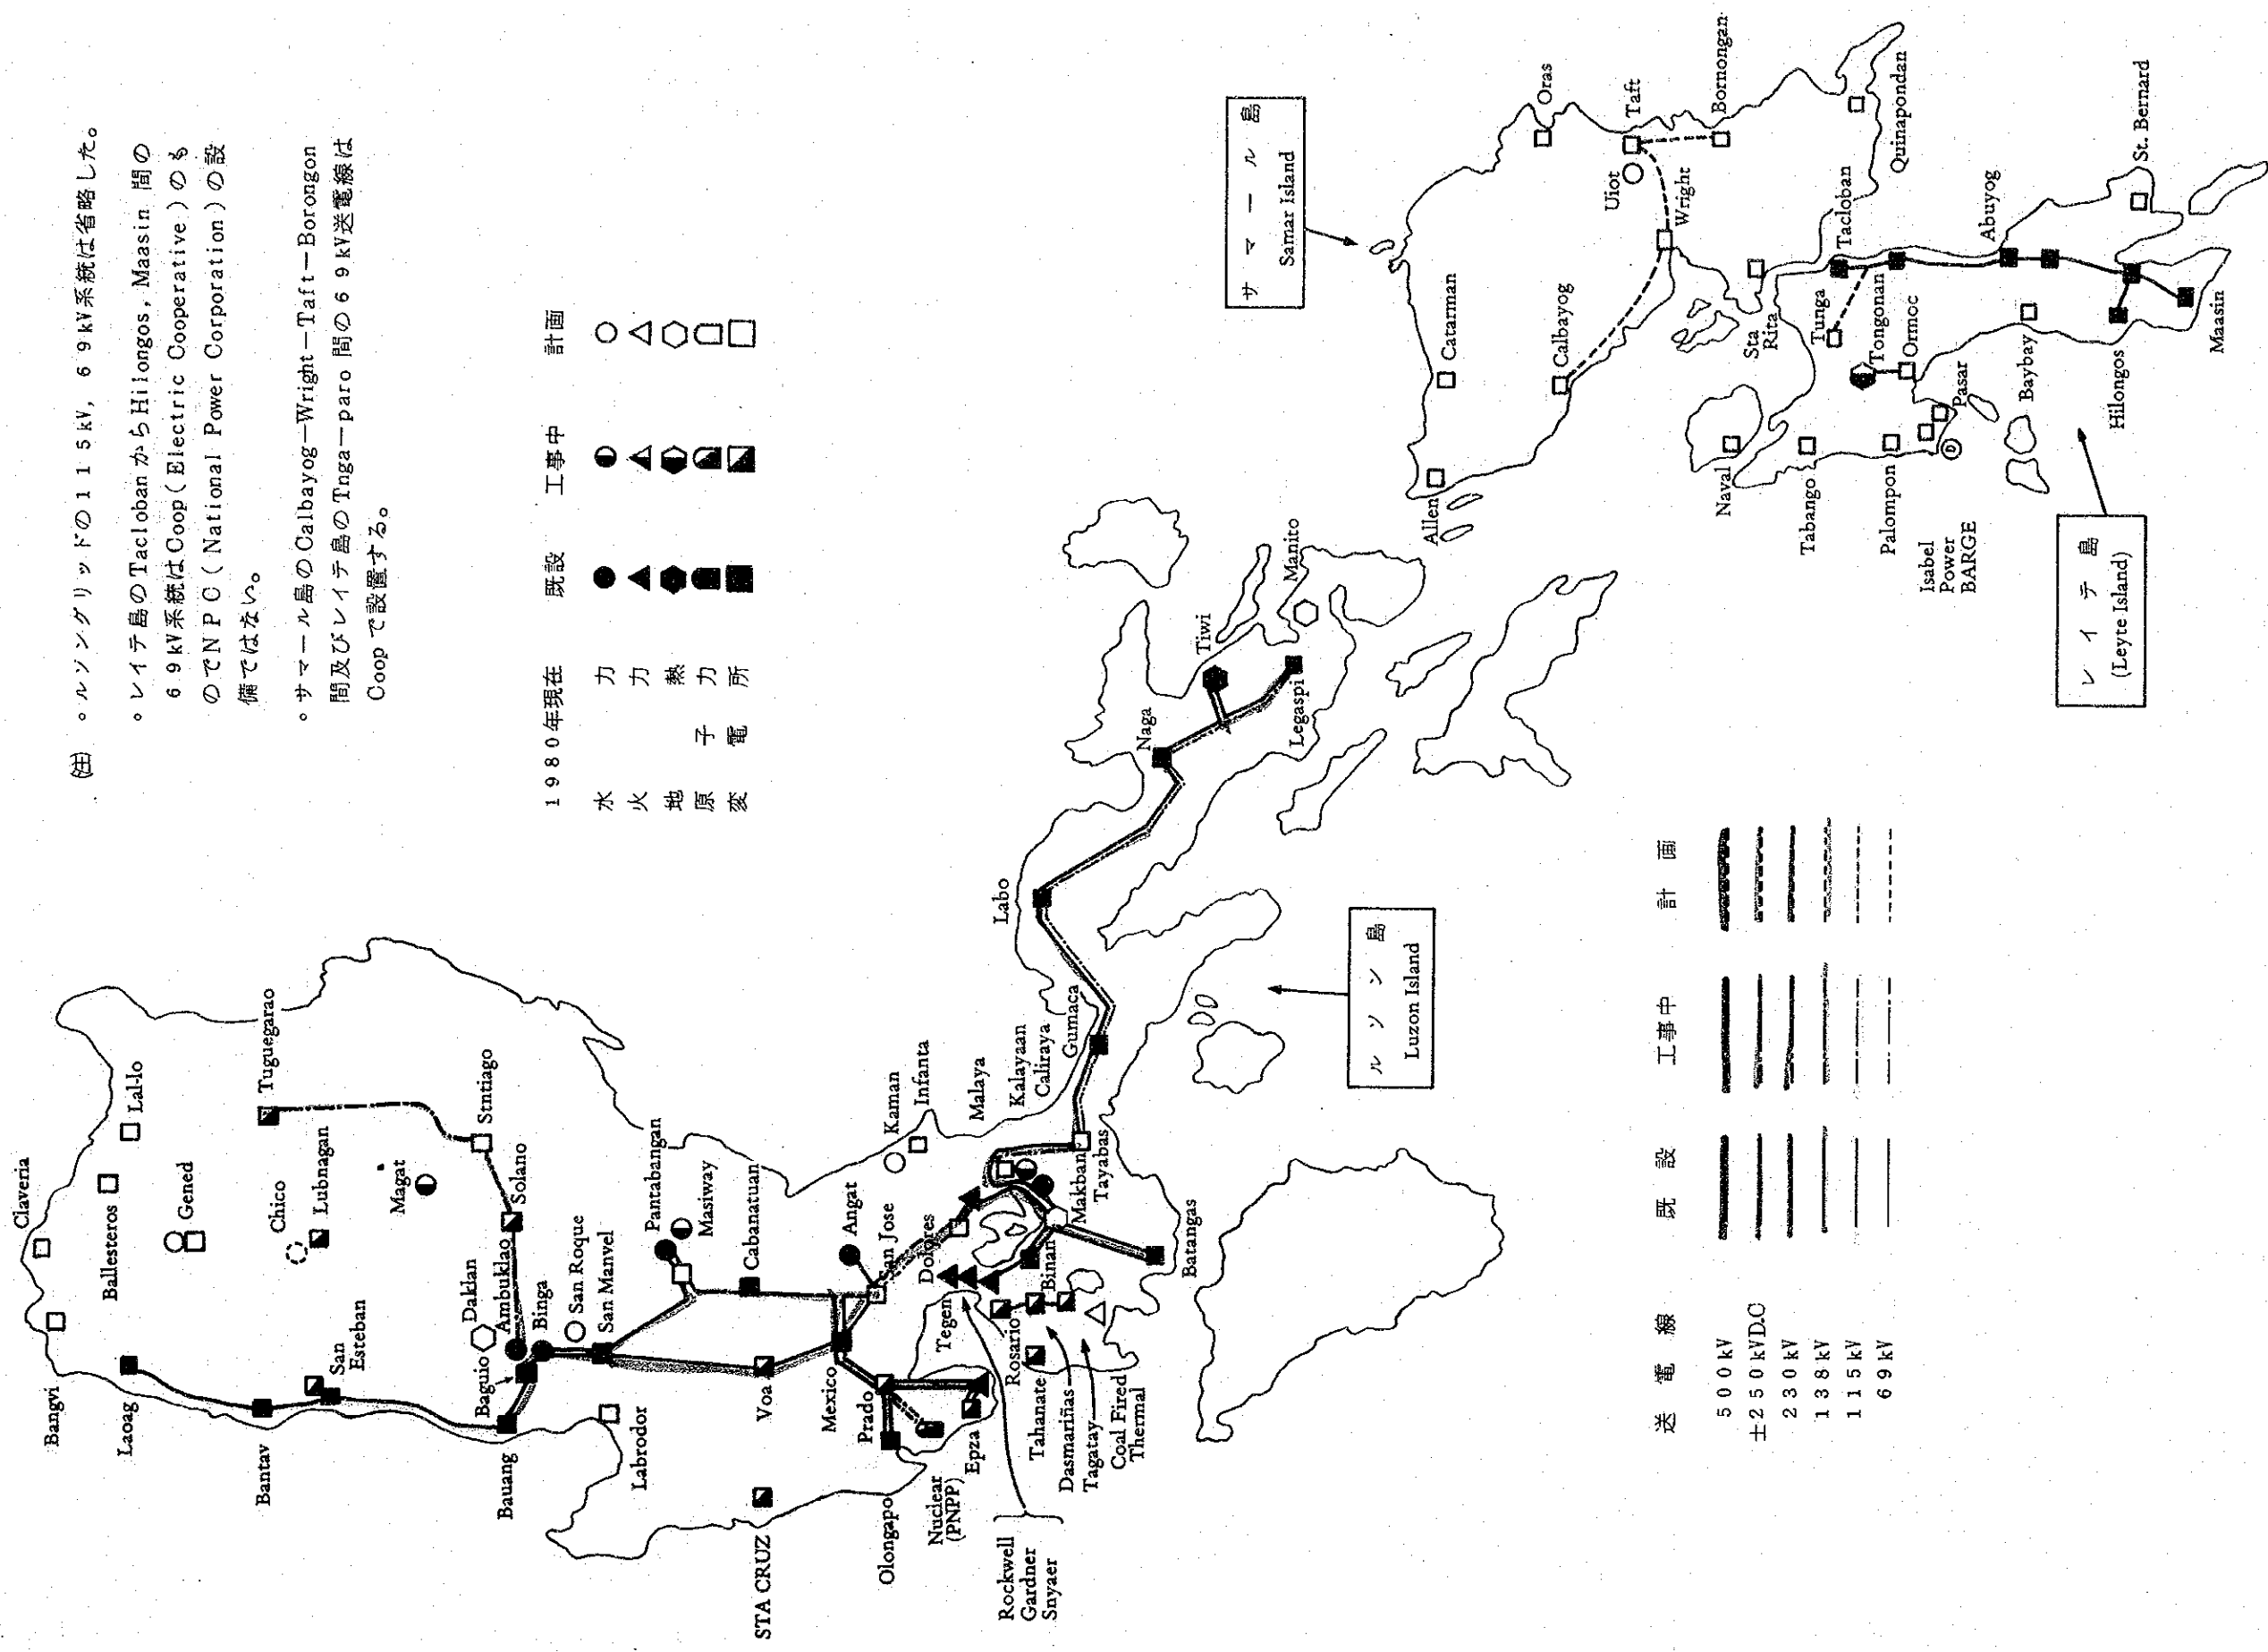 (注) ◦ルソングリッドの115kV, 69kV系統は省略した。
◦レイテ島のTaclobanからHilongos, Maasin 間の
69kV系統はCoop(Electric Cooperative)のも
のでNPC(National Power Corporation)の設
備ではない。
◦サマール島のCalbayog―Wright―Taft―Borongon
間及びレイテ島のTnga―paro 間の69kV送電線は
Coopで設置する。
1980年現在 既設 工事中 計画
水力
火力
地熱
原子力
変電所
Claveria
Bangvi
Ballesteros
Lal-lo
Laoag
Gened
Tuguegarao
Chico
Lubnagan
Bantav
San
Esteban
Magat
Stntiago
Solano
Daklan
Ambuklao
Baguio
Binga
Bauang
San Roque
San Manvel
Labrodor
Pantabangan
Masiway
Cabanatuan
Voa
STA CRUZ
Mexico
Angat
San Jose
Prado
Olongapo
Kaman
Infanta
Dolores
Tegen
Malaya
Kalayaan
Caliraya
Nuclear
(PNPP)
Epza
Rosario
Binan
Makban
Tayabas
Gumaca
Tahanate
Dasmariñas
Tagatay
Coal Fired
Thermal
Rockwell
Gardner
Snyaer
Batangas
Labo
Naga
Tiwi
Legaspi
Manito
ルソン島
Luzon Island
サマール島
Samar Island
Allen
Catarman
Calbayog
Oras
Uiot
Taft
Wright
Bornongan
Quinapondan
Sta
Rita
Naval
Tabango
Tunga
Tacloban
Tongonan
Ormoc
Palompon
Pasar
Isabel
Power
BARGE
D
Baybay
Abuyog
Hilongos
St. Bernard
Maasin
レイテ島
(Leyte Island)
送電線 既設 工事中 計画
500kV
±250kVD.C
230kV
138kV
115kV
69kV